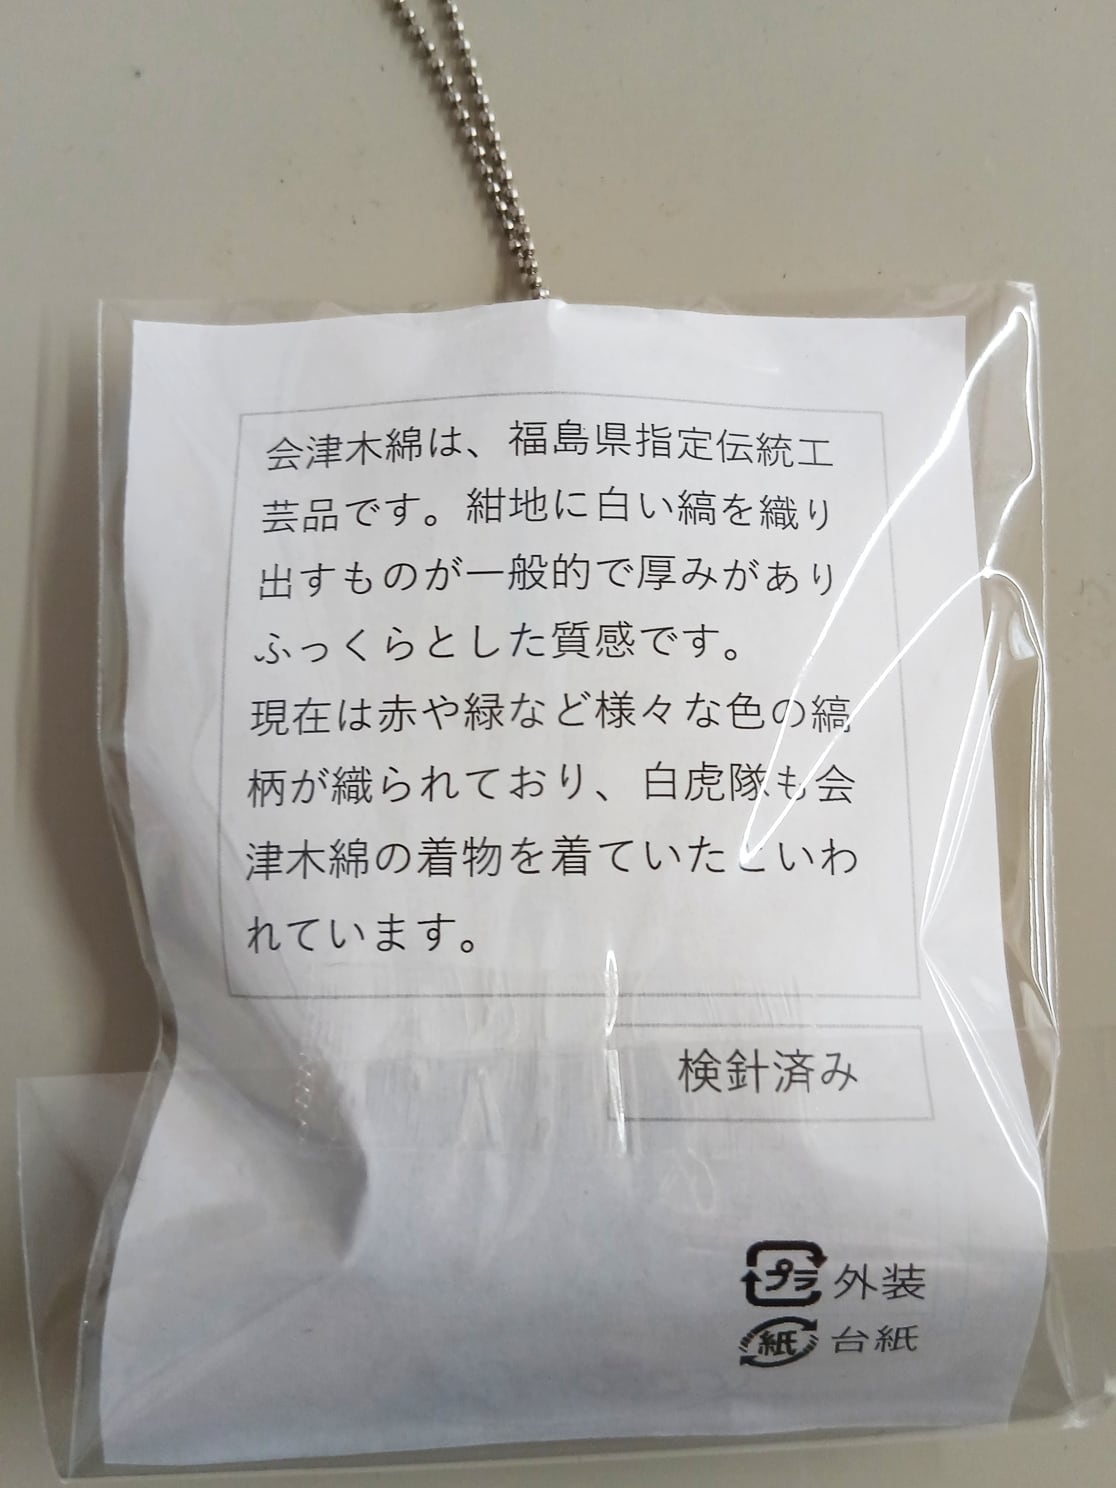 会津木綿は、福島県指定伝統工
芸品です。紺地に白い縞を織り
出すものが一般的で厚みがあり
ふっくらとした質感です。
現在は赤や緑など様々な色の縞
柄が織られており、白虎隊も会
津木綿の着物を着ていたといわ
れています。
検針済み
プラ 外装
紙 台紙